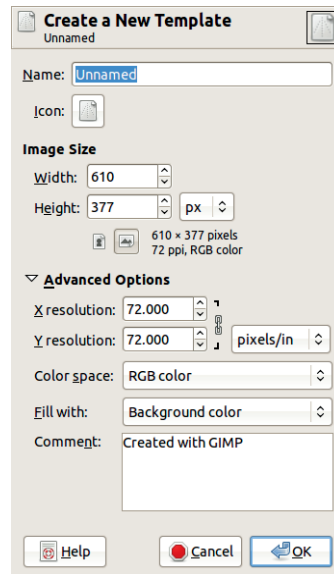 Create a New Template
Unnamed
Name: Unnamed
Icon:
Image Size
Width: 610
Height: 377 px
610 × 377 pixels
72 ppi, RGB color
Advanced Options
X resolution: 72.000
Y resolution: 72.000 pixels/in
Color space: RGB color
Fill with: Background color
Comment: Created with GIMP
Help Cancel OK